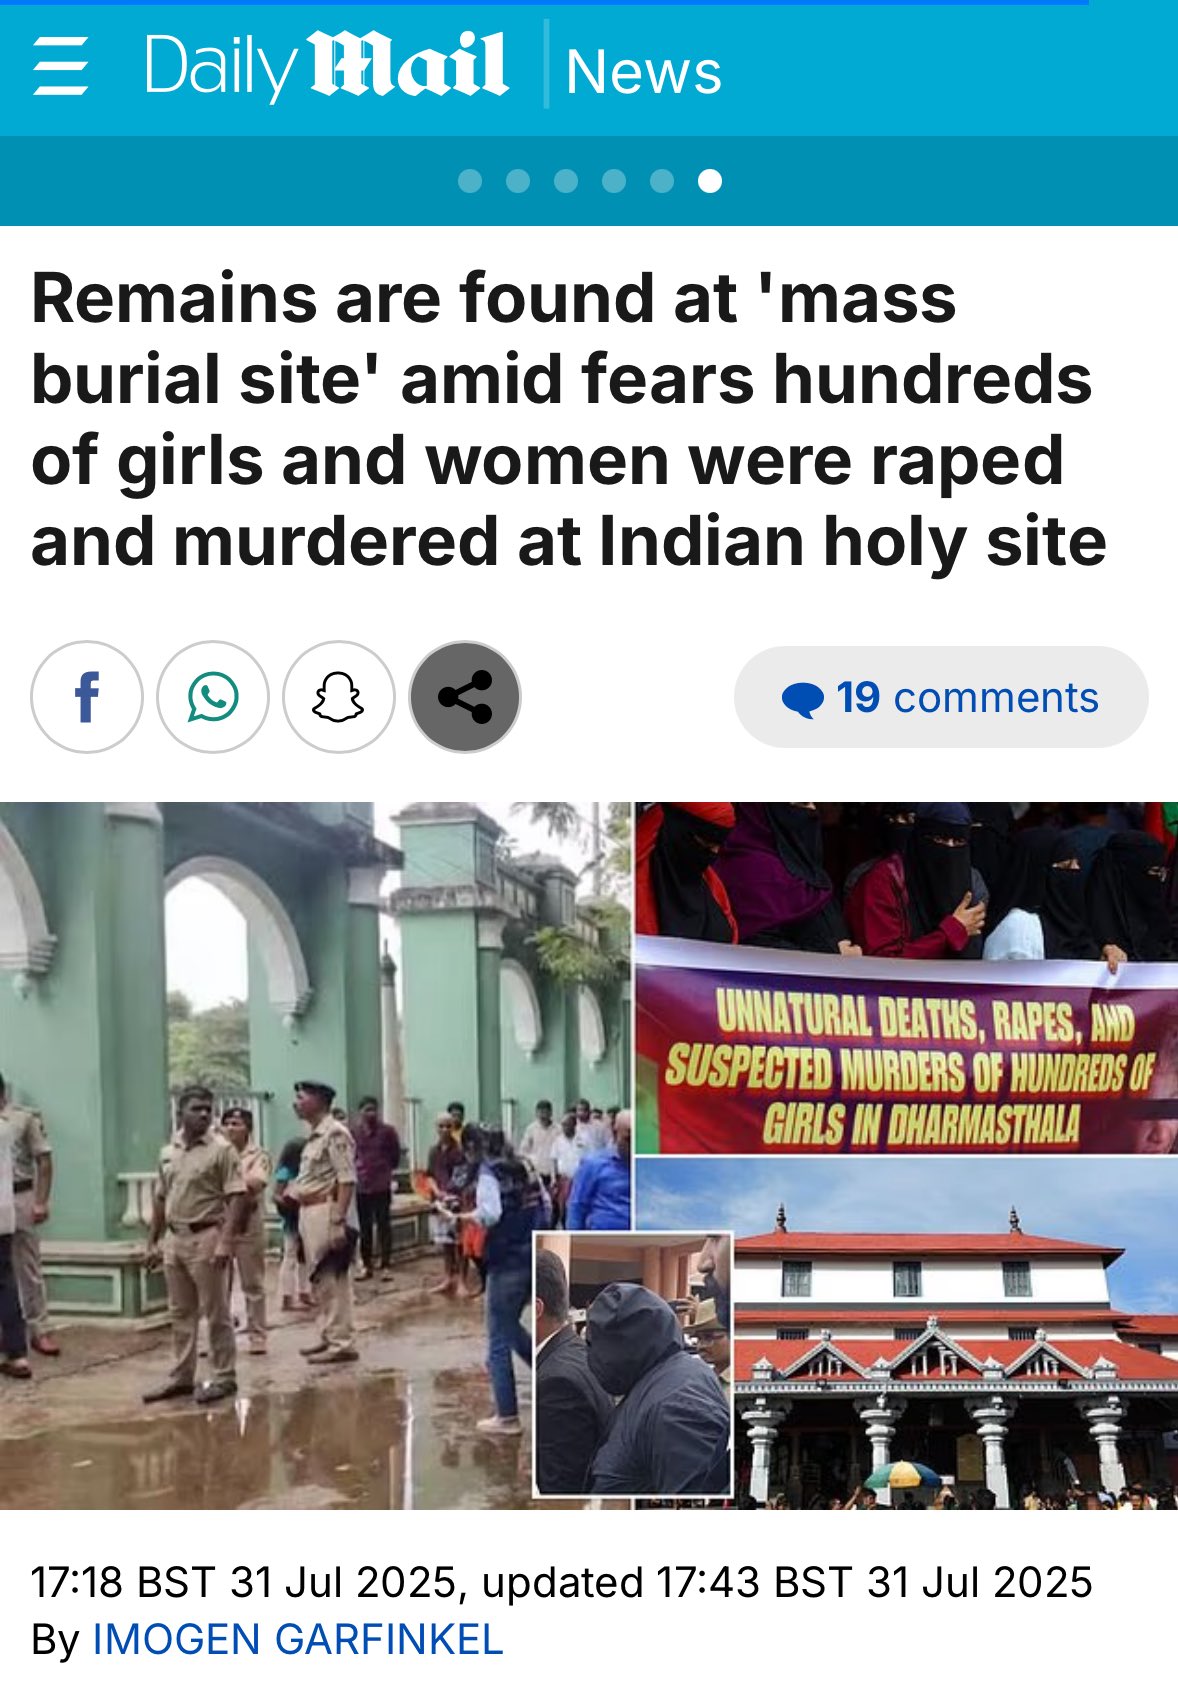 Daily Mail News
Remains are found at 'mass
burial site' amid fears hundreds
of girls and women were raped
and murdered at Indian holy site
19 comments
UNNATURAL DEATHS, RAPES, AND
SUSPECTED MURDERS OF HUNDREDS OF
GIRLS IN DHARMASTHALA
17:18 BST 31 Jul 2025, updated 17:43 BST 31 Jul 2025
By IMOGEN GARFINKEL